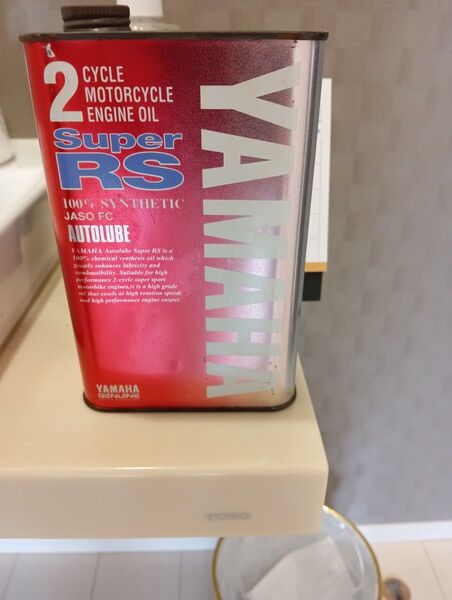 2 CYCLE
MOTORCYCLE
ENGINE OIL
Super
RS
100% SYNTHETIC
JASO FC
AUTOLUBE
YAMAHA Autolube Super RS is a
100% chemical synthesis oil which
greatly enhances lubricity and
combustibility. Suitable for high
performance 2-cycle super sport
motorbike engines, it is a high grade
oil that excels at high rotation speeds
and high performance engine output.
YAMAHA
GENUINE
YAMAHA
TOTO